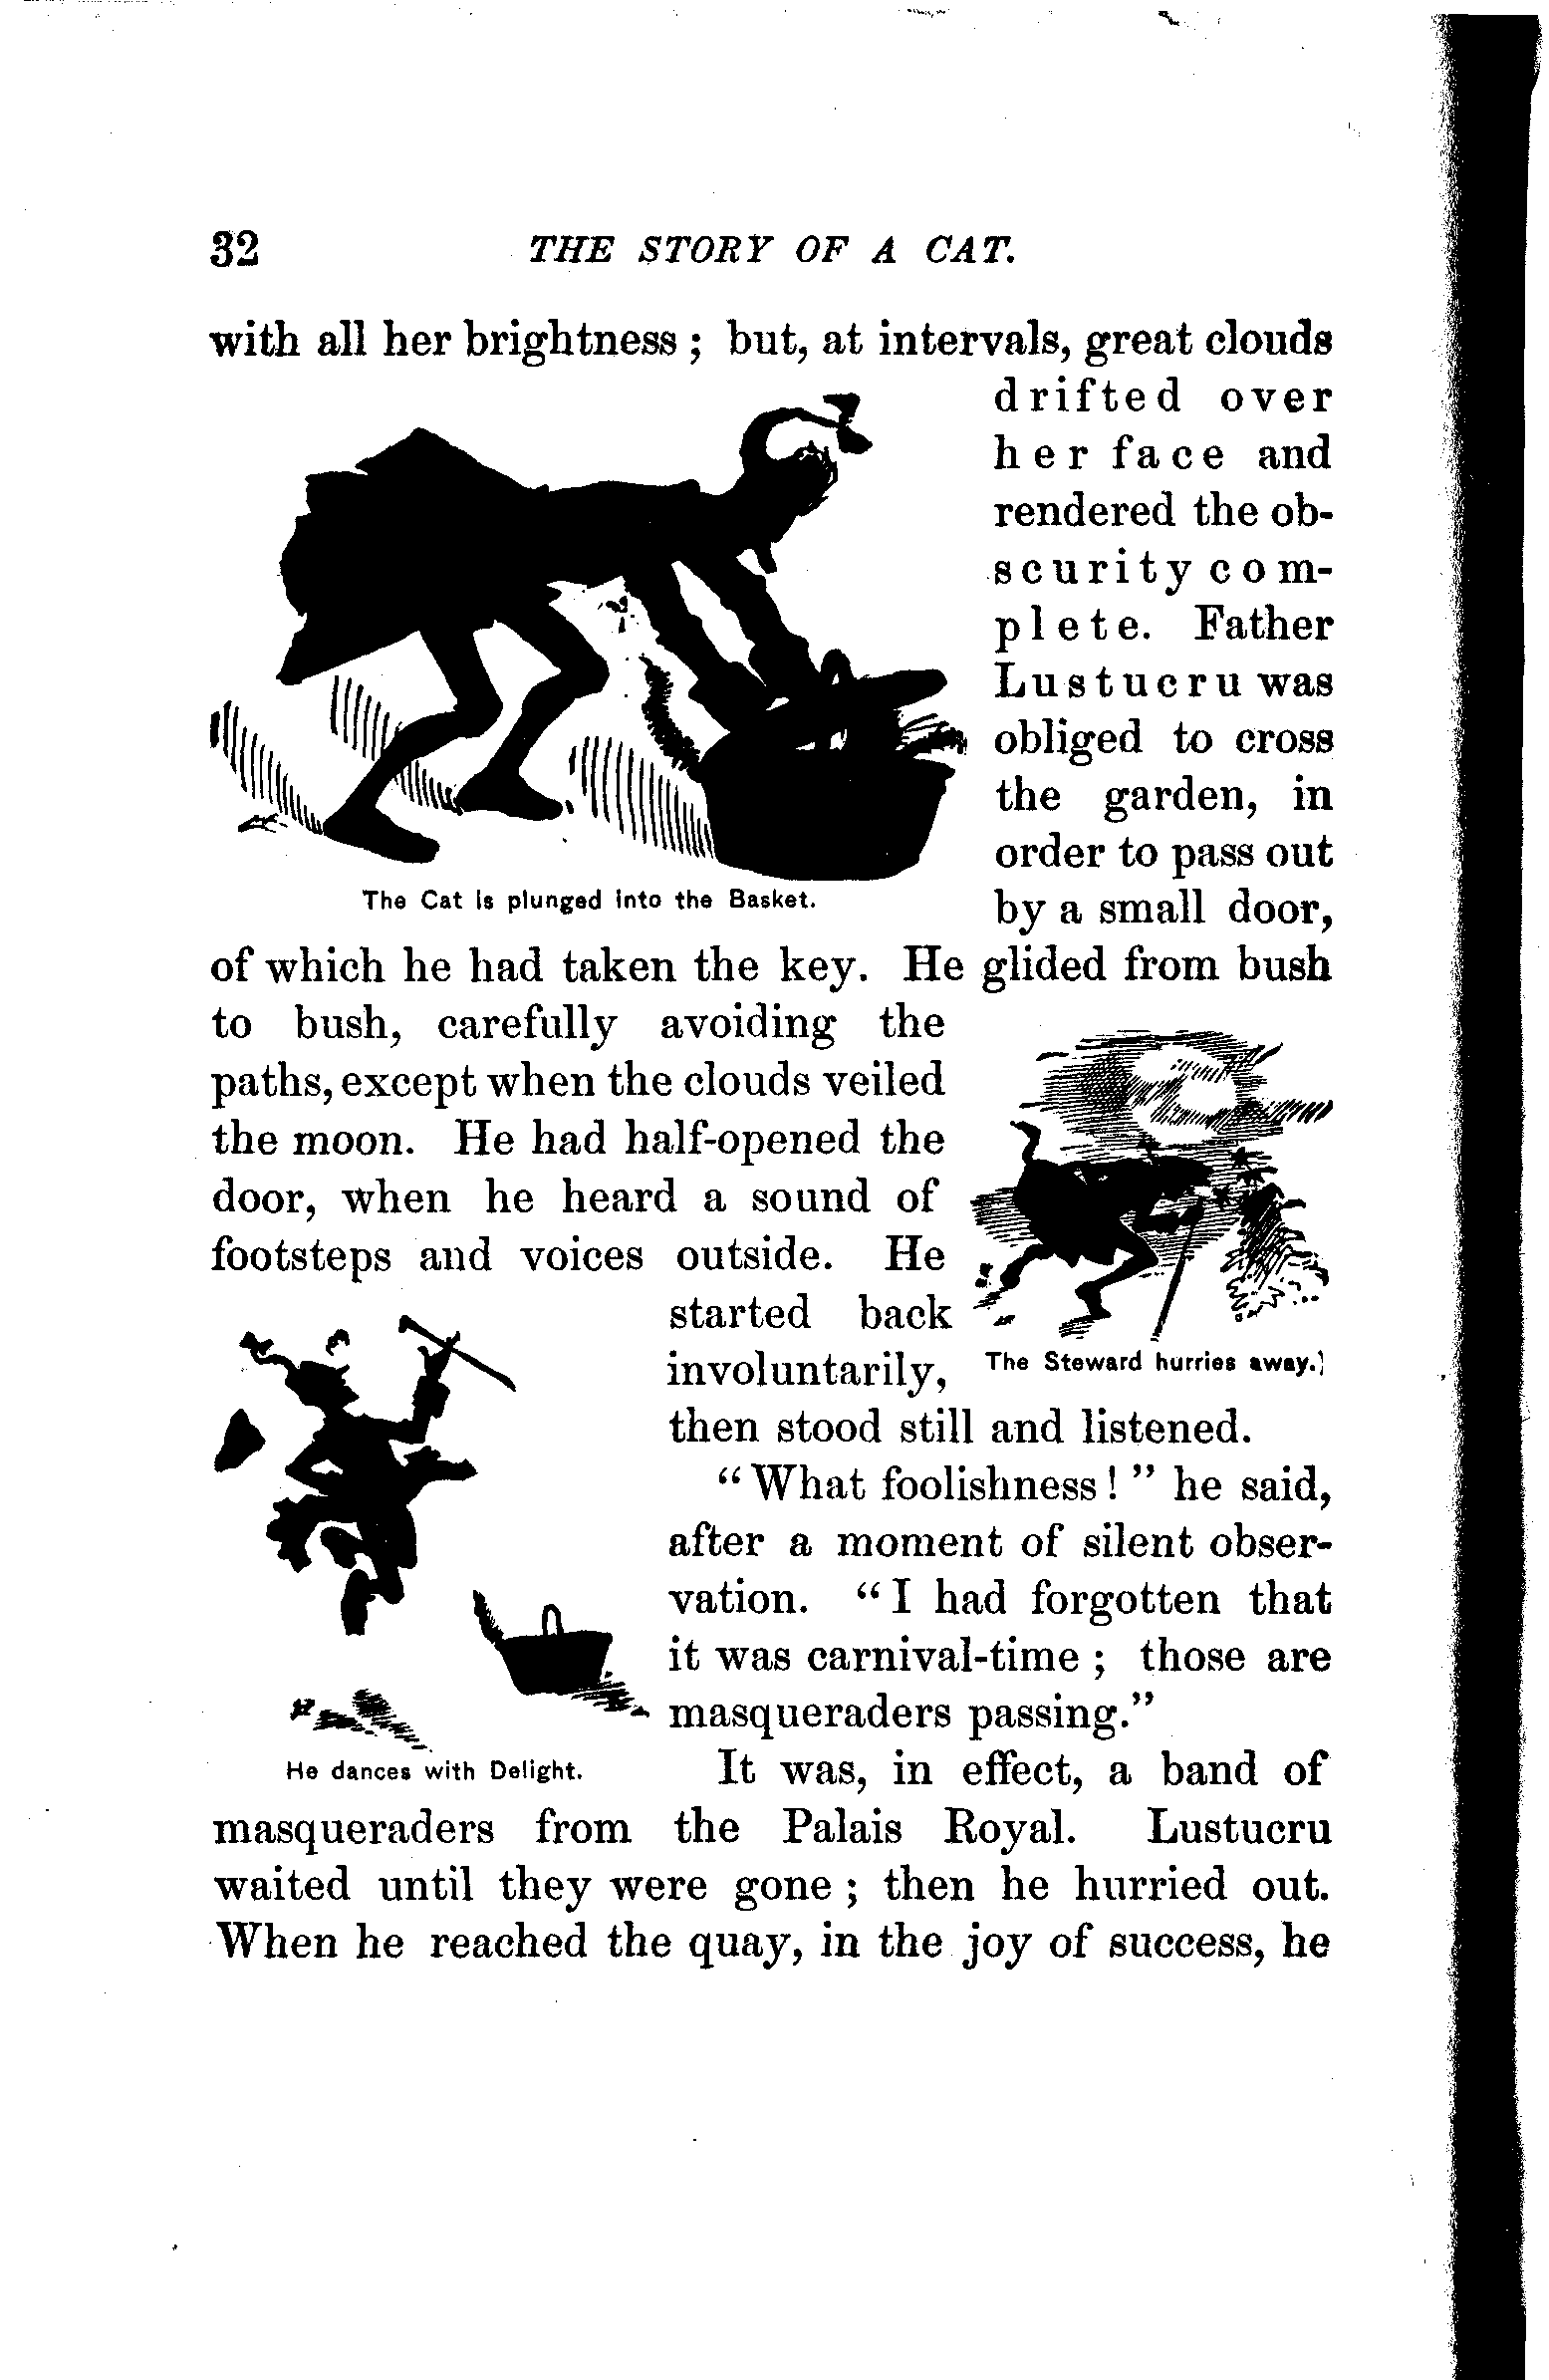 32 THE STORY OF A CAT.
with all her brightness ; but, at intervals, great clouds
drifted over
her face and
rendered the ob-
scurity com-
plete. Father
Lustucru was
obliged to cross
the garden, in
order to pass out
by a small door,
The Cat is plunged into the Basket.
of which he had taken the key. He glided from bush
to bush, carefully avoiding the
paths, except when the clouds veiled
the moon. He had half-opened the
door, when he heard a sound of
footsteps and voices outside. He
started back
involuntarily,
The Steward hurries away.
then stood still and listened.
“ What foolishness ! ” he said,
after a moment of silent obser-
vation. “ I had forgotten that
it was carnival-time ; those are
masqueraders passing.”
He dances with Delight.
It was, in effect, a band of
masqueraders from the Palais Royal. Lustucru
waited until they were gone ; then he hurried out.
When he reached the quay, in the joy of success, he